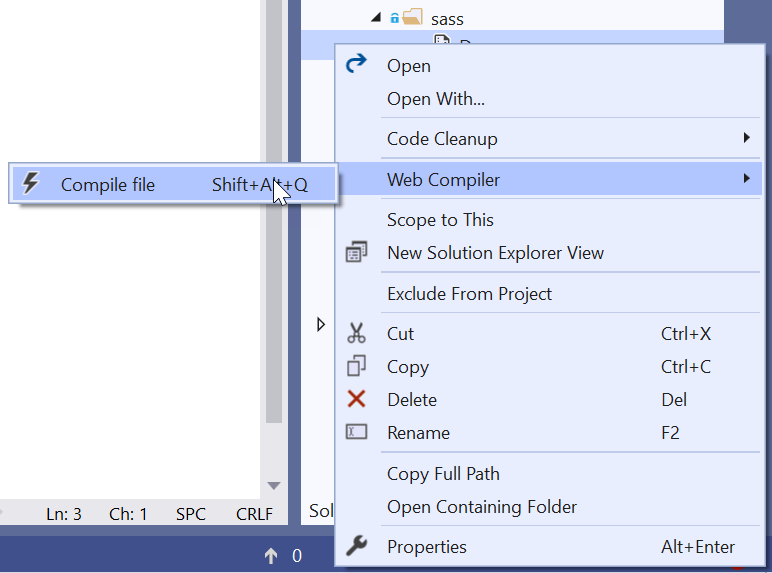 sass
Open
Open With...
Code Cleanup
Web Compiler
Compile file Shift+Alt+Q
Scope to This
New Solution Explorer View
Exclude From Project
Cut Ctrl+X
Copy Ctrl+C
Delete Del
Rename F2
Copy Full Path
Open Containing Folder
Properties Alt+Enter
Ln: 3 Ch: 1 SPC CRLF
Sol
0